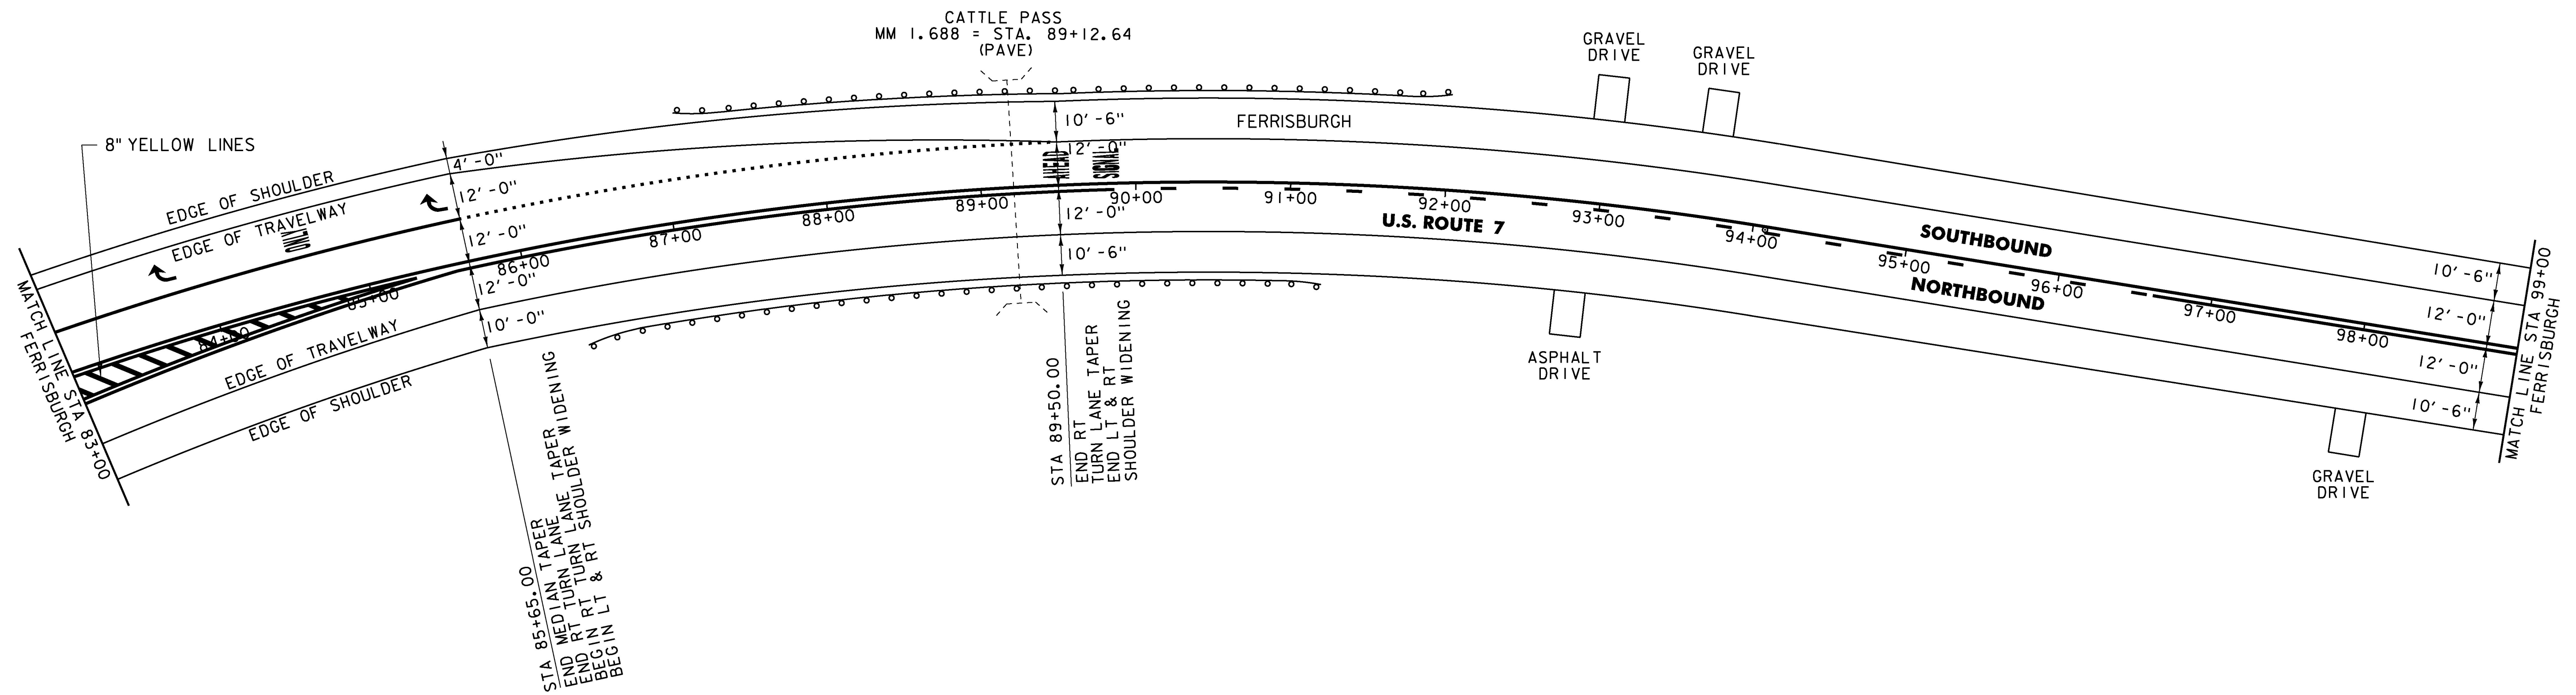 CATTLE PASS
MM 1.688 = STA. 89+12.64
(PAVE)
GRAVEL
DRIVE
GRAVEL
DRIVE
8" YELLOW LINES
EDGE OF SHOULDER
EDGE OF TRAVELWAY
ONLY
4'-0"
12'-0"
12'-0"
12'-0"
10'-0"
10'-6"
12'-0"
12'-0"
10'-6"
AHEAD
SIGNAL
FERRISBURGH
MATCH LINE STA 83+00
FERRISBURGH
84+00
85+00
86+00
87+00
88+00
89+00
90+00
91+00
92+00
93+00
94+00
95+00
96+00
97+00
98+00
U.S. ROUTE 7
SOUTHBOUND
NORTHBOUND
10'-6"
12'-0"
12'-0"
10'-6"
MATCH LINE STA 99+00
FERRISBURGH
EDGE OF TRAVELWAY
EDGE OF SHOULDER
STA 85+65.00
END MEDIAN TAPER
END RT TURN LANE TAPER
BEGIN RT TURN LANE TAPER
BEGIN LT & RT SHOULDER WIDENING
STA 89+50.00
END RT
TURN LANE TAPER
END LT & RT
SHOULDER WIDENING
ASPHALT
DRIVE
GRAVEL
DRIVE